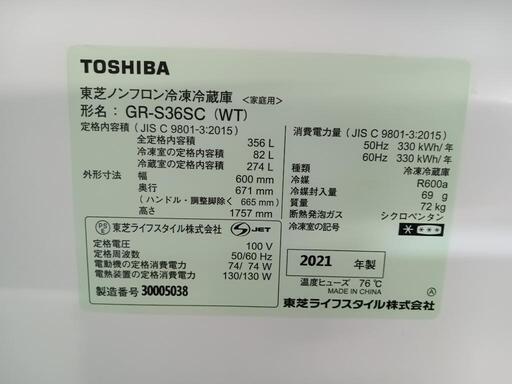 TOSHIBA
東芝ノンフロン冷凍冷蔵庫 <家庭用>
形名: GR-S36SC (WT)
定格内容積 (JIS C 9801-3:2015)
全定格内容積 356 L
冷凍室の定格内容積 82 L
冷蔵室の定格内容積 274 L
外形寸法 幅 600 mm
奥行 671 mm
(ハンドル・調整脚除く 665 mm)
高さ 1757 mm
PS E 東芝ライフスタイル株式会社 JET
定格電圧 100 V
定格周波数 50/60 Hz
電動機の定格消費電力 74/ 74 W
電熱装置の定格消費電力 130/130 W
製造番号 30005038
消費電力量 (JIS C 9801-3:2015)
50Hz 330 kWh/年
60Hz 330 kWh/年
種類 冷凍冷蔵庫
冷媒 R600a
冷媒封入量 69 g
質量 72 kg
断熱発泡ガス シクロペンタン
冷凍室の記号 * ***
2021 年製
温度ヒューズ 76℃
MADE IN CHINA
A
東芝ライフスタイル株式会社